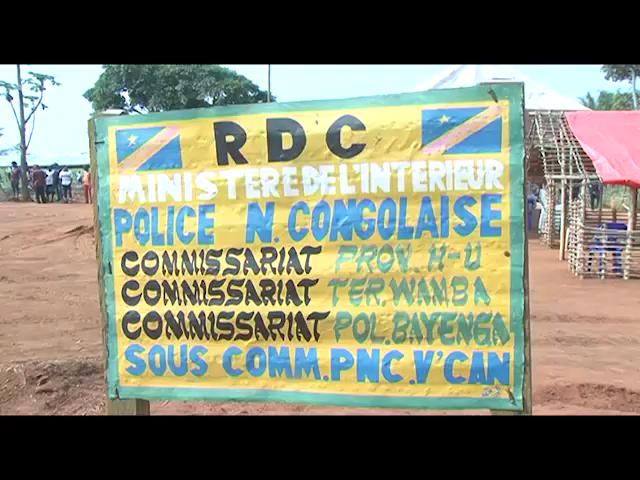 RDC
MINISTERE DE L'INTERIEUR
POLICE N. CONGOLAISE
COMMISSARIAT PROV. H-U
COMMISSARIAT TER. WAMBA
COMMISSARIAT POL. BAYENGA
SOUS COMM. PNC. V'CAN